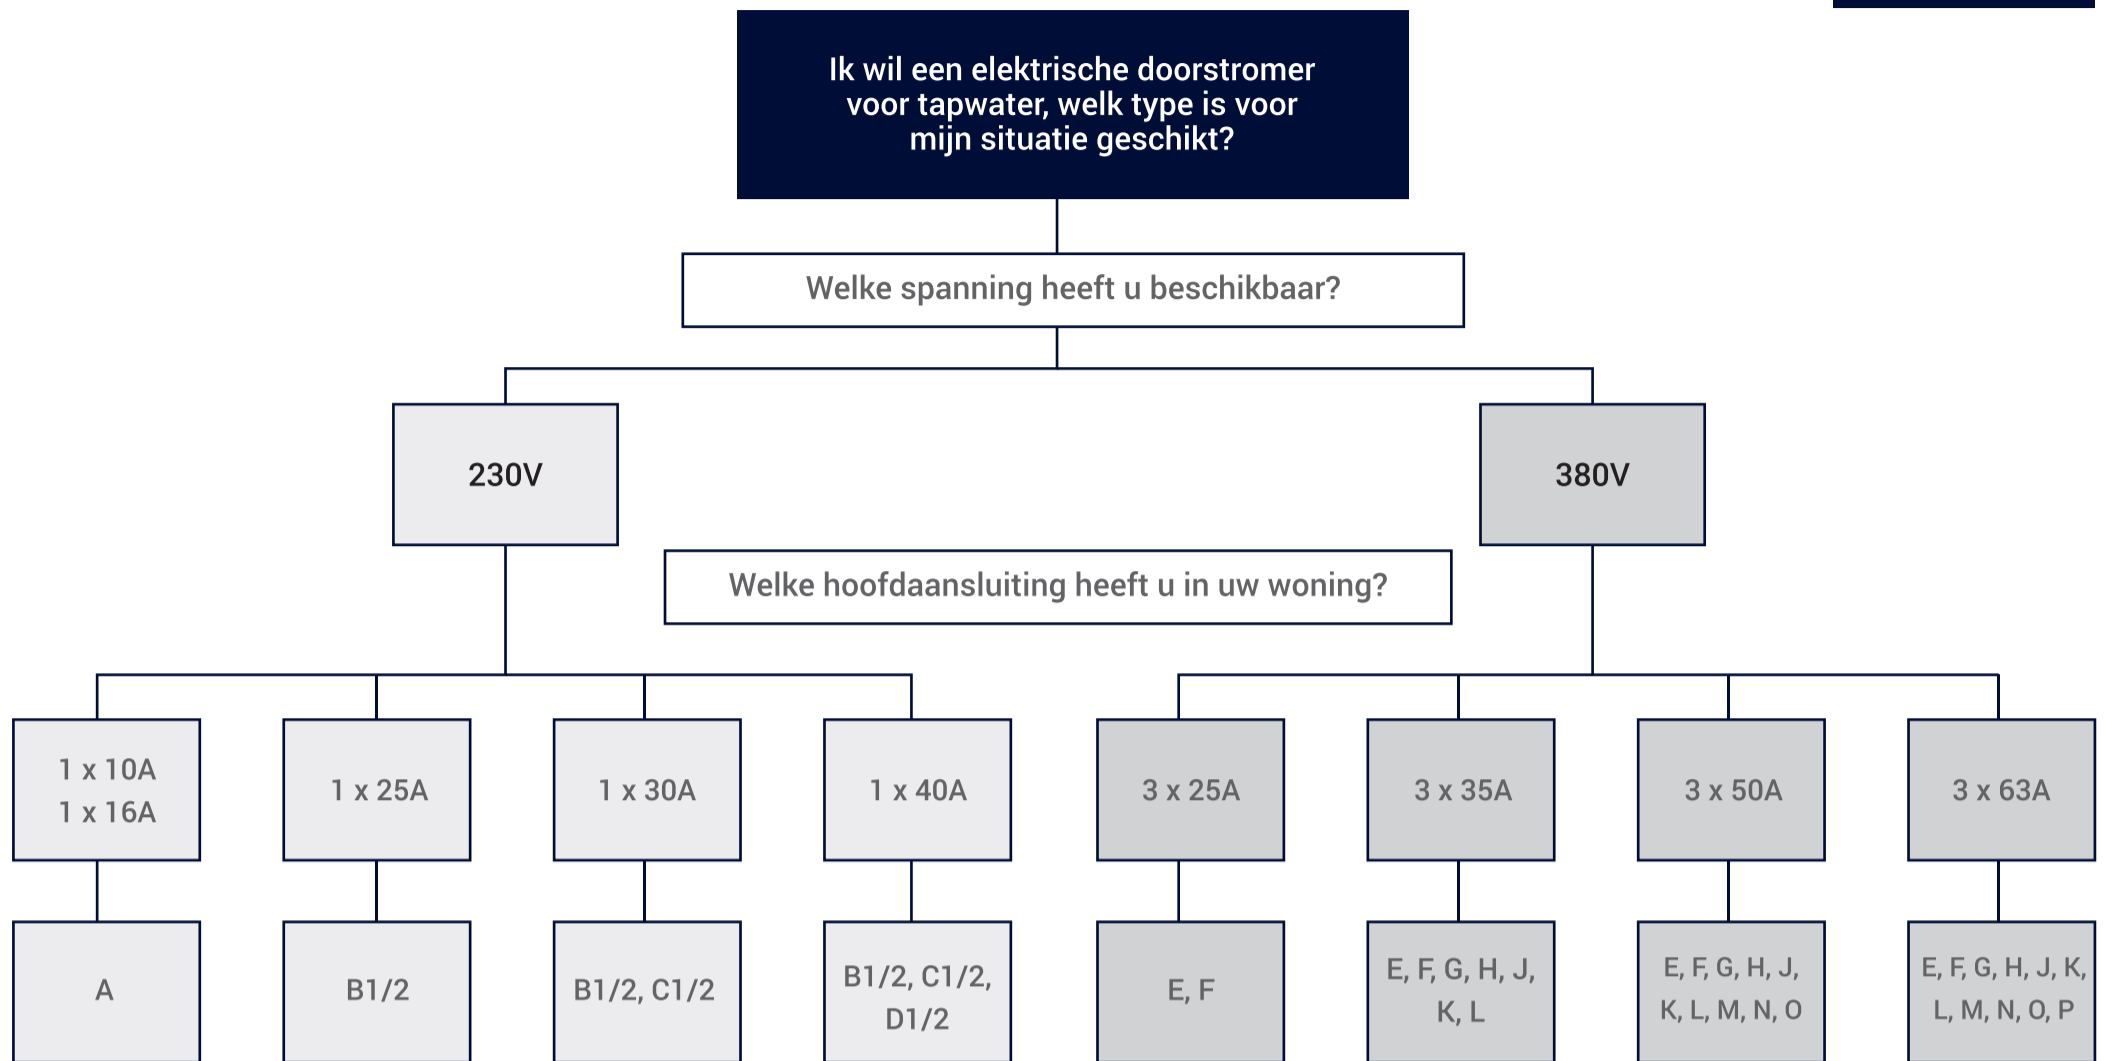 Ik wil een elektrische doorstromer
voor tapwater, welk type is voor
mijn situatie geschikt?
Welke spanning heeft u beschikbaar?
230V
380V
Welke hoofdaansluiting heeft u in uw woning?
1 x 10A
1 x 16A
1 x 25A
1 x 30A
1 x 40A
3 x 25A
3 x 35A
3 x 50A
3 x 63A
A
B1/2
B1/2, C1/2
B1/2, C1/2,
D1/2
E, F
E, F, G, H, J,
K, L
E, F, G, H, J,
K, L, M, N, O
E, F, G, H, J, K,
L, M, N, O, P